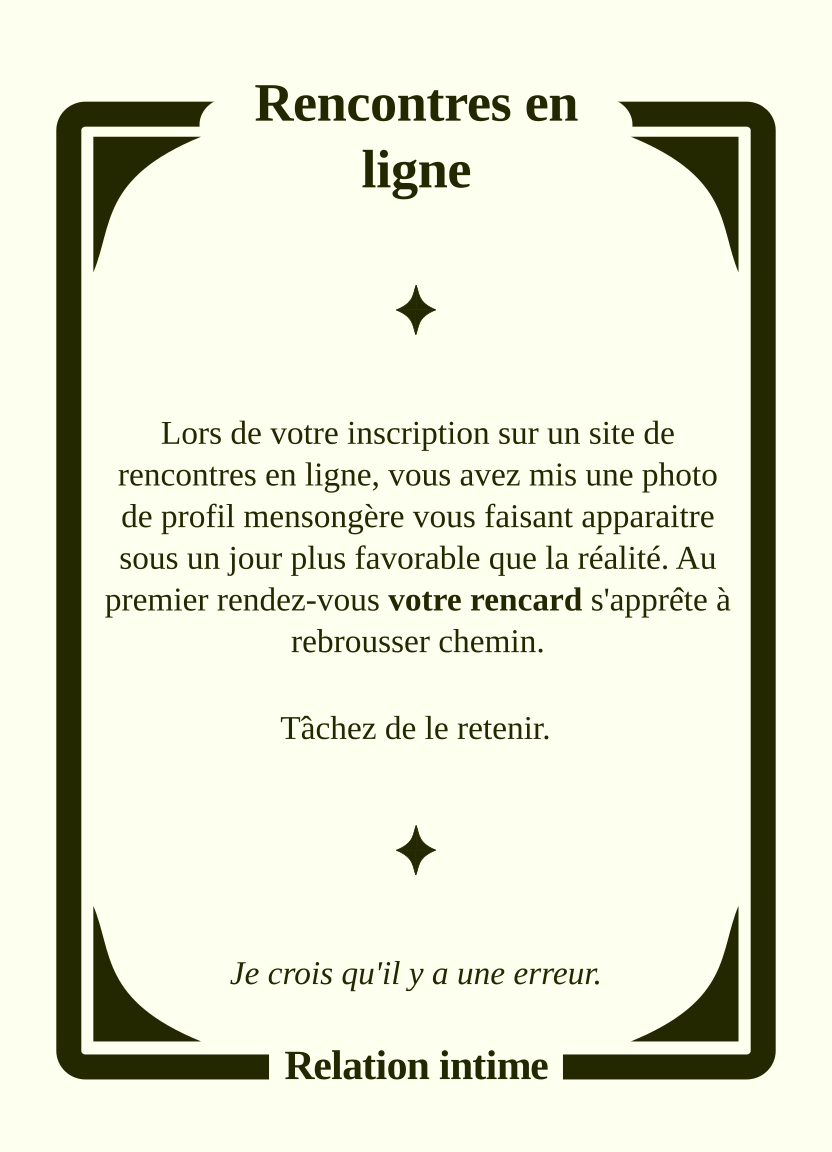 Rencontres en
ligne
Lors de votre inscription sur un site de
rencontres en ligne, vous avez mis une photo
de profil mensongère vous faisant apparaitre
sous un jour plus favorable que la réalité. Au
premier rendez-vous votre rencard s'apprête à
rebrousser chemin.
Tâchez de le retenir.
Je crois qu'il y a une erreur.
Relation intime